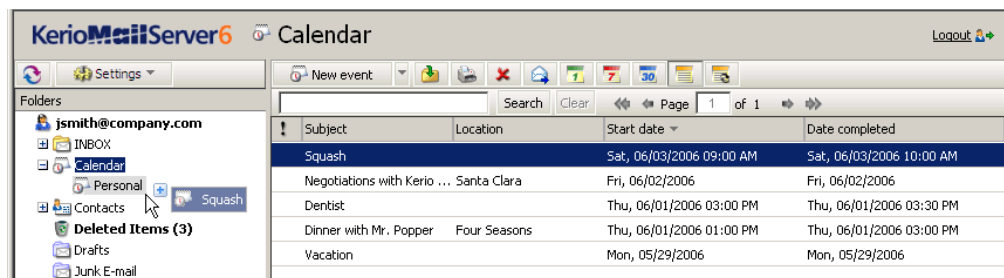 KerioMailServer6 Calendar Logout
Settings New event 1 7 30
Folders Search Clear Page 1 of 1
jsmith@company.com ! Subject Location Start date Date completed
INBOX
Calendar Squash Sat, 06/03/2006 09:00 AM Sat, 06/03/2006 10:00 AM
Personal Squash Negotiations with Kerio ... Santa Clara Fri, 06/02/2006 Fri, 06/02/2006
Contacts Dentist Thu, 06/01/2006 03:00 PM Thu, 06/01/2006 03:30 PM
Deleted Items (3) Dinner with Mr. Popper Four Seasons Thu, 06/01/2006 01:00 PM Thu, 06/01/2006 03:00 PM
Drafts Vacation Mon, 05/29/2006 Mon, 05/29/2006
Junk E-mail